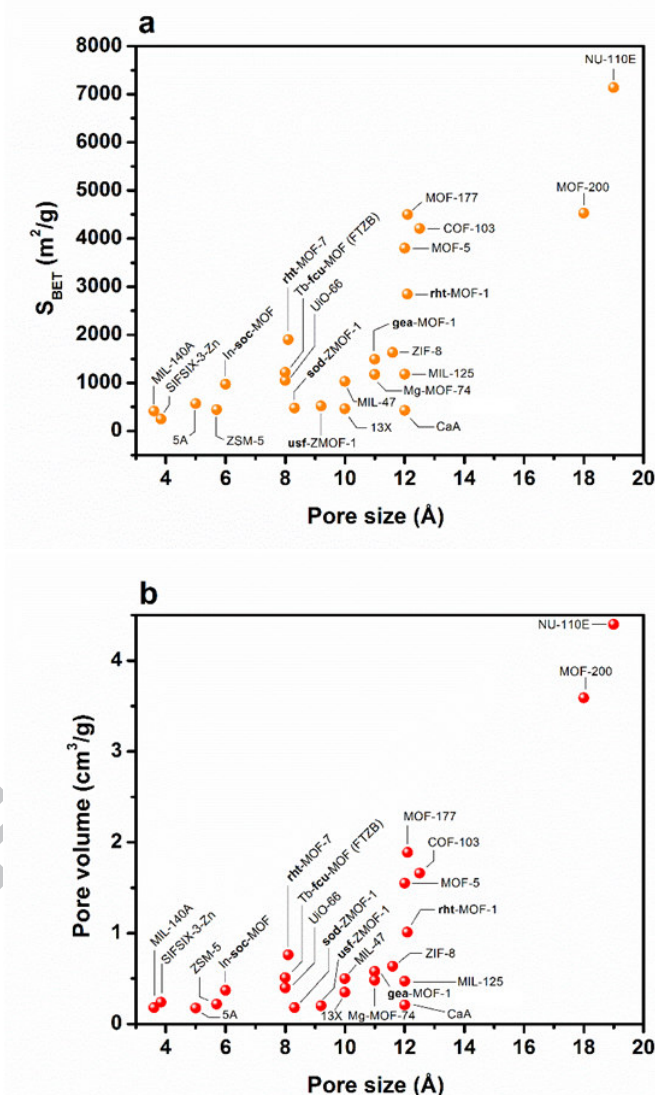 a
8000
7000
6000
5000
4000
3000
2000
1000
0
S_BET (m²/g)
NU-110E
MOF-200
MOF-177
COF-103
MOF-5
rht-MOF-1
rht-MOF-7
Tb-fcu-MOF (FTZB)
UiO-66
gea-MOF-1
ZIF-8
MIL-125
Mg-MOF-74
CaA
MIL-140A
SIFSIX-3-Zn
In-soc-MOF
sod-ZMOF-1
MIL-47
5A
ZSM-5
usf-ZMOF-1
13X
4 6 8 10 12 14 16 18 20
Pore size (Å)
b
4
3
2
1
0
Pore volume (cm³/g)
NU-110E
MOF-200
MOF-177
COF-103
MOF-5
rht-MOF-1
rht-MOF-7
Tb-fcu-MOF (FTZB)
UiO-66
sod-ZMOF-1
usf-ZMOF-1
MIL-47
ZIF-8
MIL-125
gea-MOF-1
CaA
MIL-140A
SIFSIX-3-Zn
ZSM-5
In-soc-MOF
5A
13X
Mg-MOF-74
4 6 8 10 12 14 16 18 20
Pore size (Å)